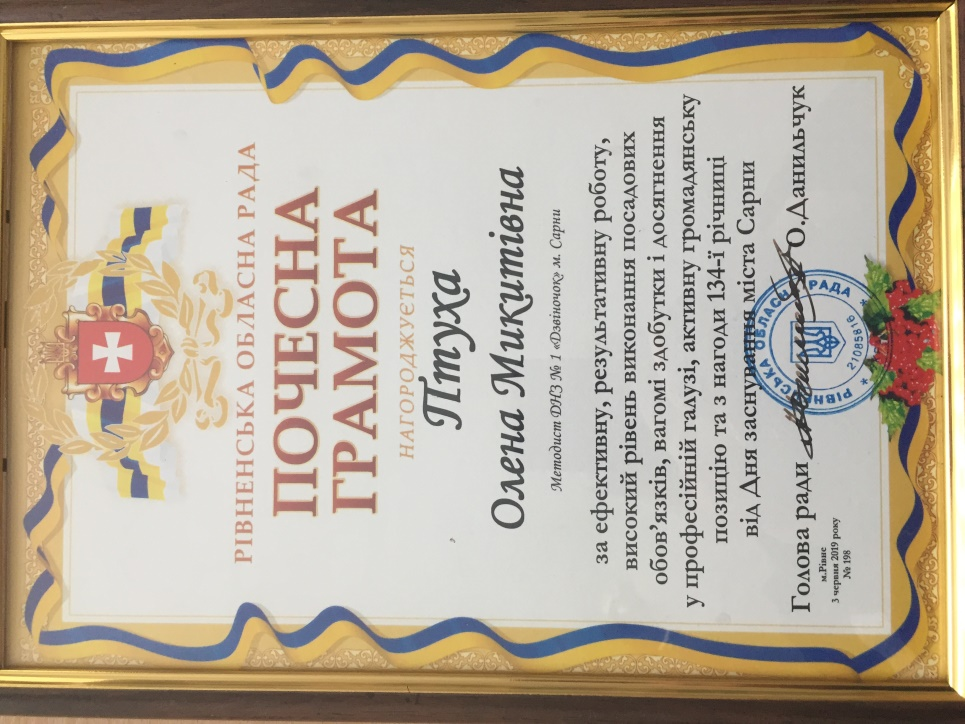 РІВНЕНСЬКА ОБЛАСНА РАДА
ПОЧЕСНА
ГРАМОТА
НАГОРОДЖУЄТЬСЯ
Птуха
Олена Микитівна
Методист ДНЗ № 1 «Дзвіночок» м. Сарни
за ефективну, результативну роботу,
високий рівень виконання посадових
обов’язків, вагомі здобутки і досягнення
у професійній галузі, активну громадянську
позицію та з нагоди 134-ї річниці
від Дня заснування міста Сарни
Голова ради О.Данильчук
м.Рівне
3 червня 2019 року
№ 198
РІВНЕНСЬКА ОБЛАСНА РАДА
* 21085816 *